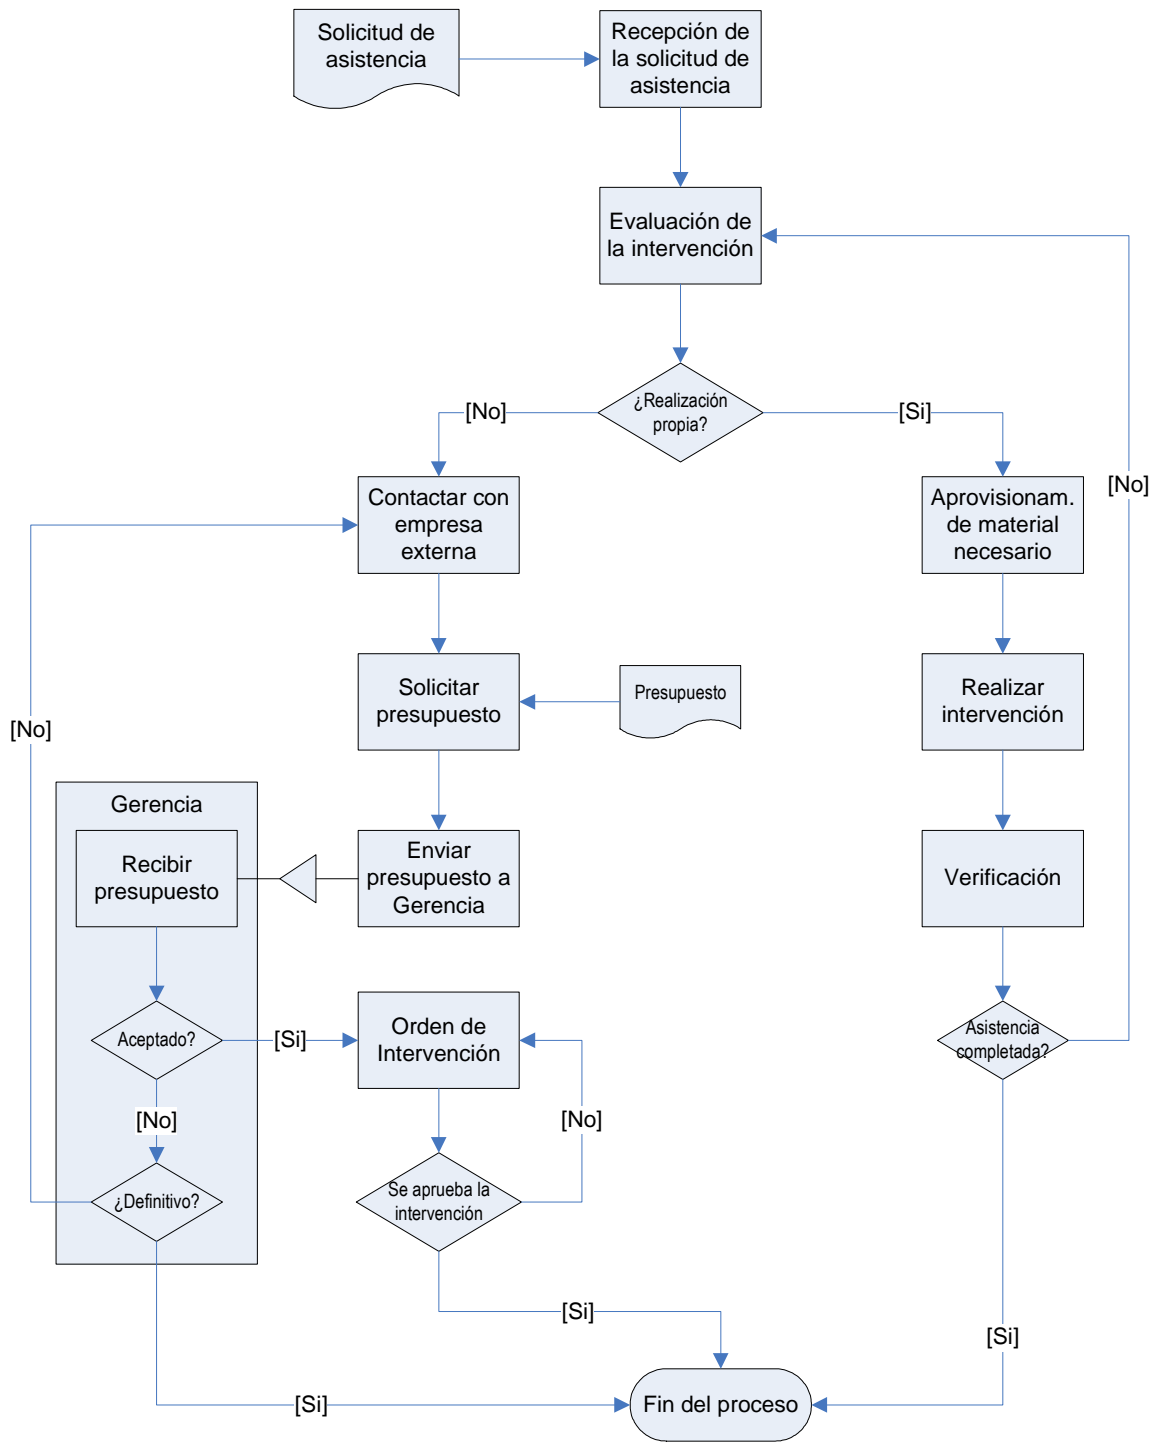 Solicitud de
asistencia
Recepción de
la solicitud de
asistencia
Evaluación de
la intervención
¿Realización
propia?
[No]
[Si]
Contactar con
empresa
externa
Aprovisionam.
de material
necesario
[No]
Solicitar
presupuesto
Presupuesto
Realizar
intervención
[No]
Gerencia
Recibir
presupuesto
Enviar
presupuesto a
Gerencia
Verificación
Aceptado?
[Si]
Orden de
Intervención
Asistencia
completada?
[No]
[No]
¿Definitivo?
Se aprueba la
intervención
[Si]
[Si]
[Si]
Fin del proceso